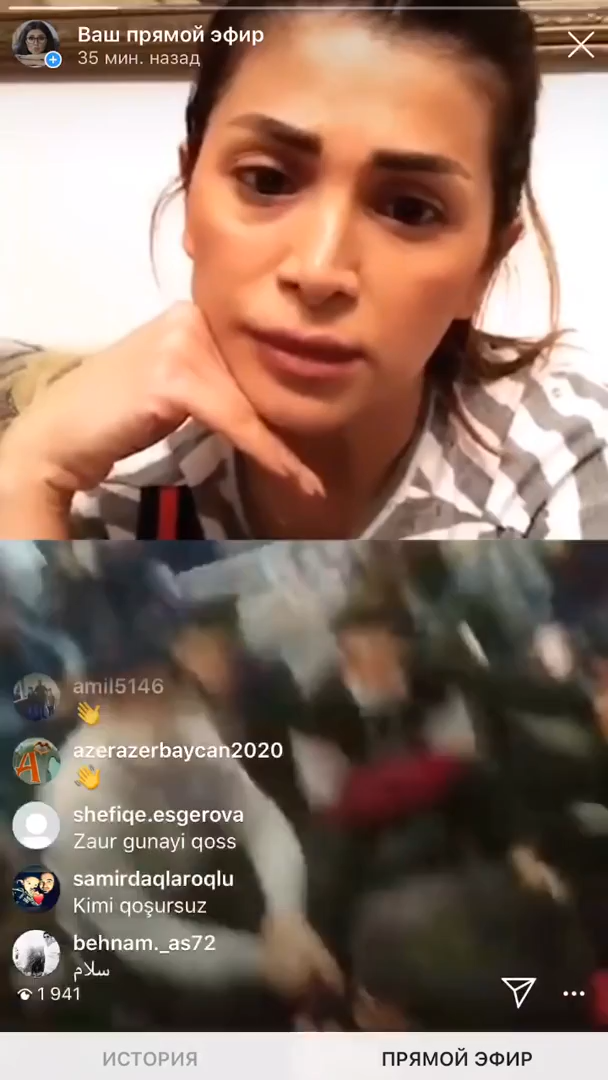 Ваш прямой эфир
35 мин. назад
amil5146
👋
azerazerbaycan2020
👋
shefiqe.esgerova
Zaur gunayi qoss
samirdaqlaroqlu
Kimi qoşursuz
behnam._as72
سلام
1 941
ИСТОРИЯ
ПРЯМОЙ ЭФИР